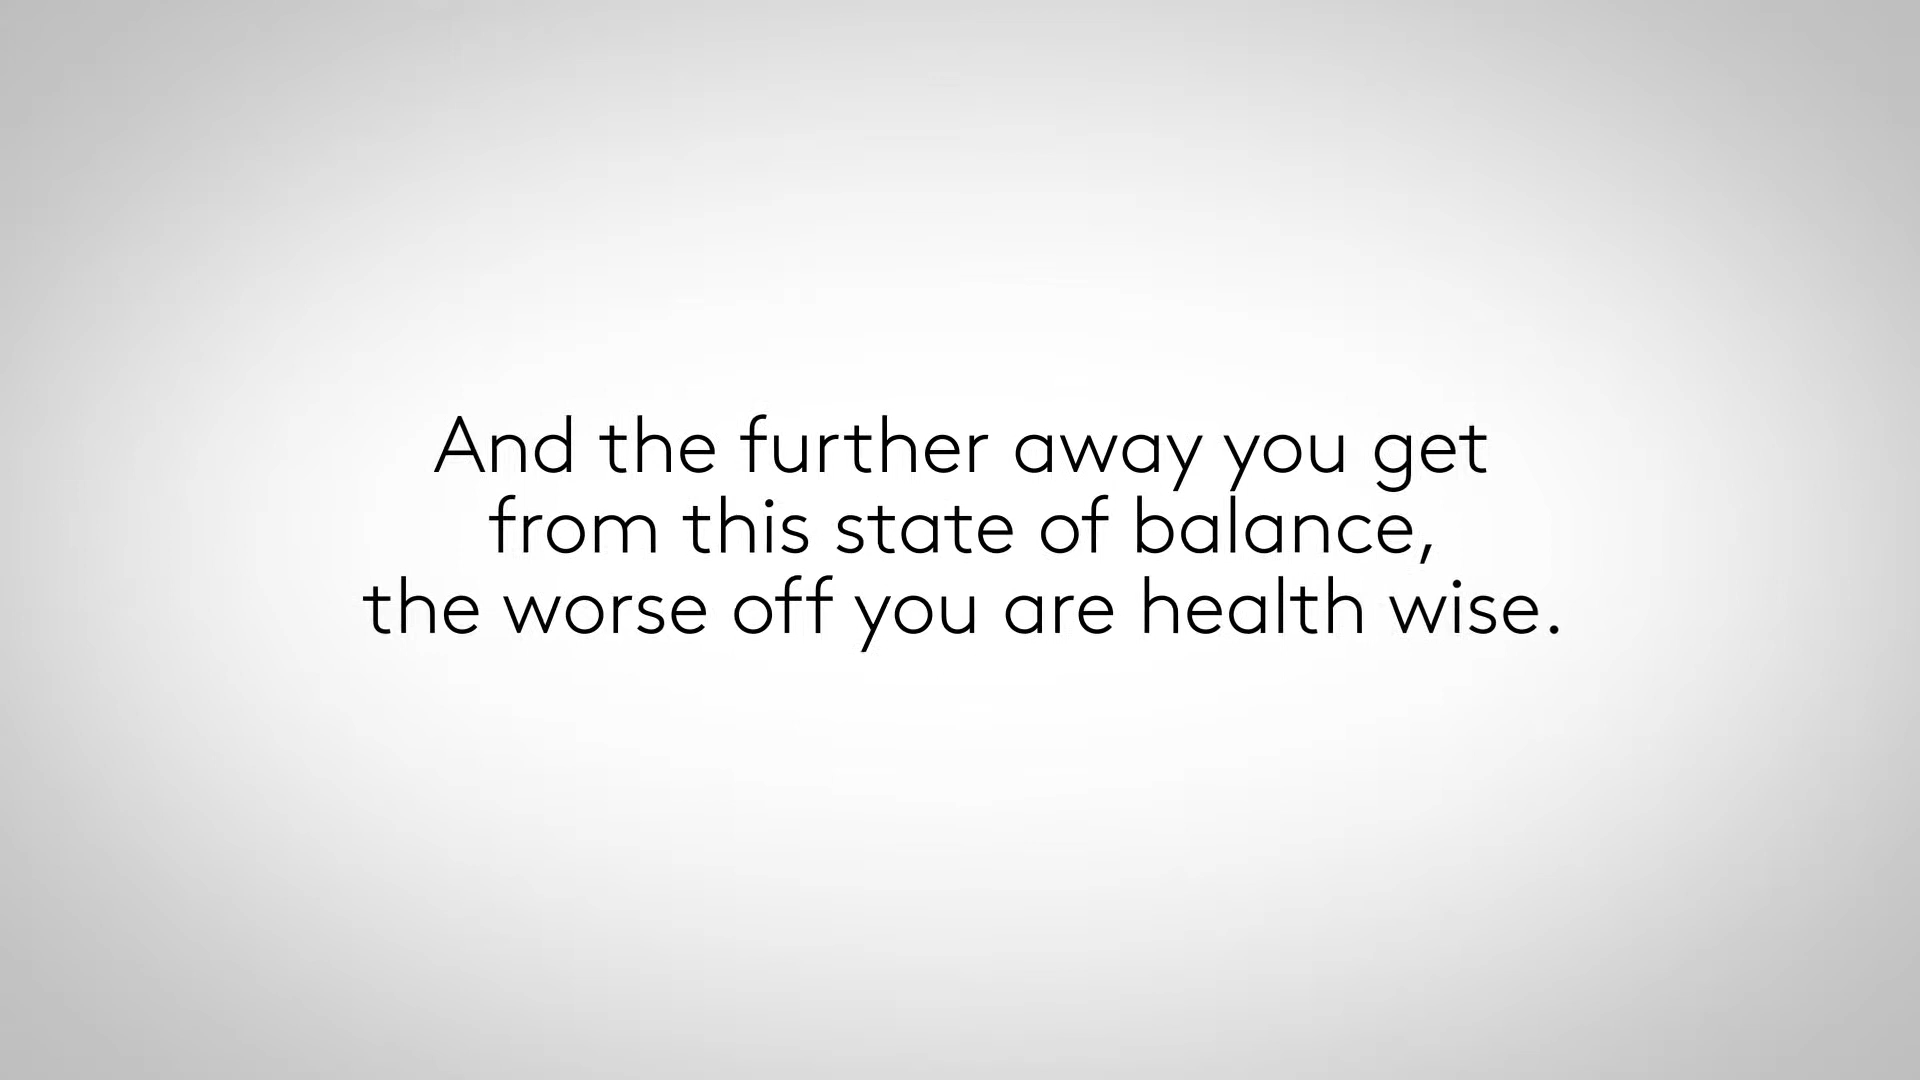 And the further away you get
from this state of balance,
the worse off you are health wise.